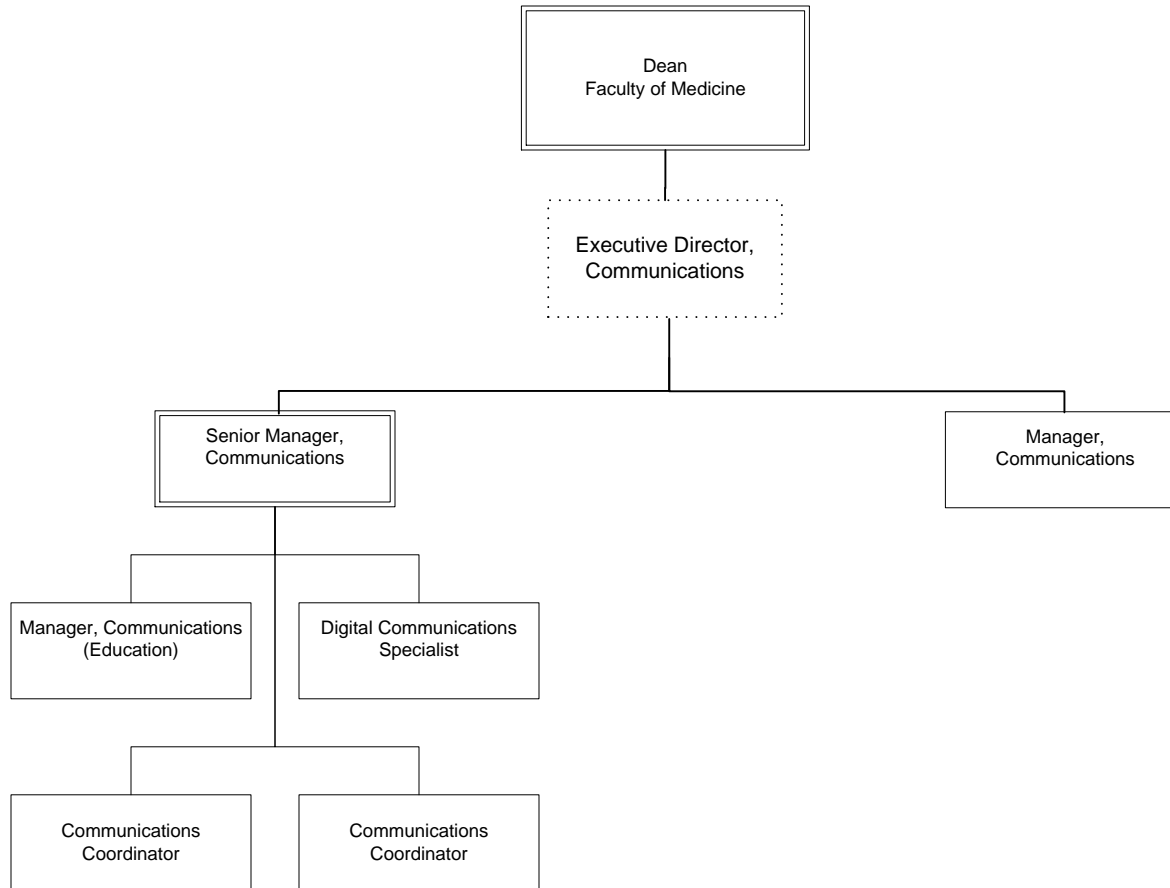 Dean
Faculty of Medicine
Executive Director,
Communications
Senior Manager,
Communications
Manager,
Communications
Manager, Communications
(Education)
Digital Communications
Specialist
Communications
Coordinator
Communications
Coordinator